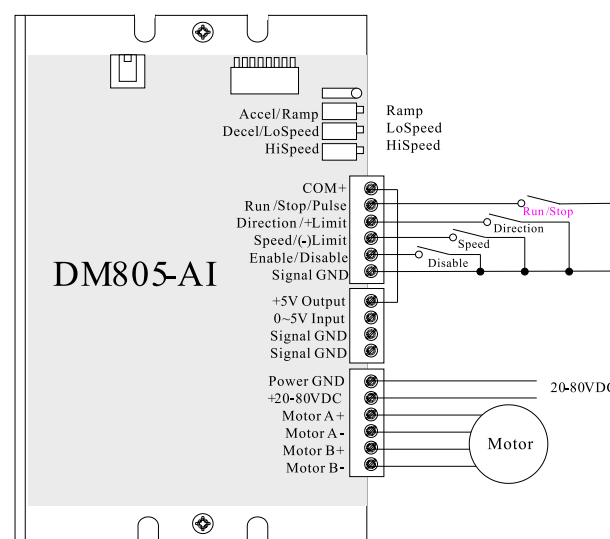 Accel/Ramp
Decel/LoSpeed
HiSpeed
Ramp
LoSpeed
HiSpeed
COM+
Run/Stop/Pulse
Direction/+Limit
Speed/(-)Limit
Enable/Disable
Signal GND
Run/Stop
Direction
Speed
Disable
DM805-AI
+5V Output
0~5V Input
Signal GND
Signal GND
Power GND
+20-80VDC
Motor A+
Motor A-
Motor B+
Motor B-
20-80VDC
Motor